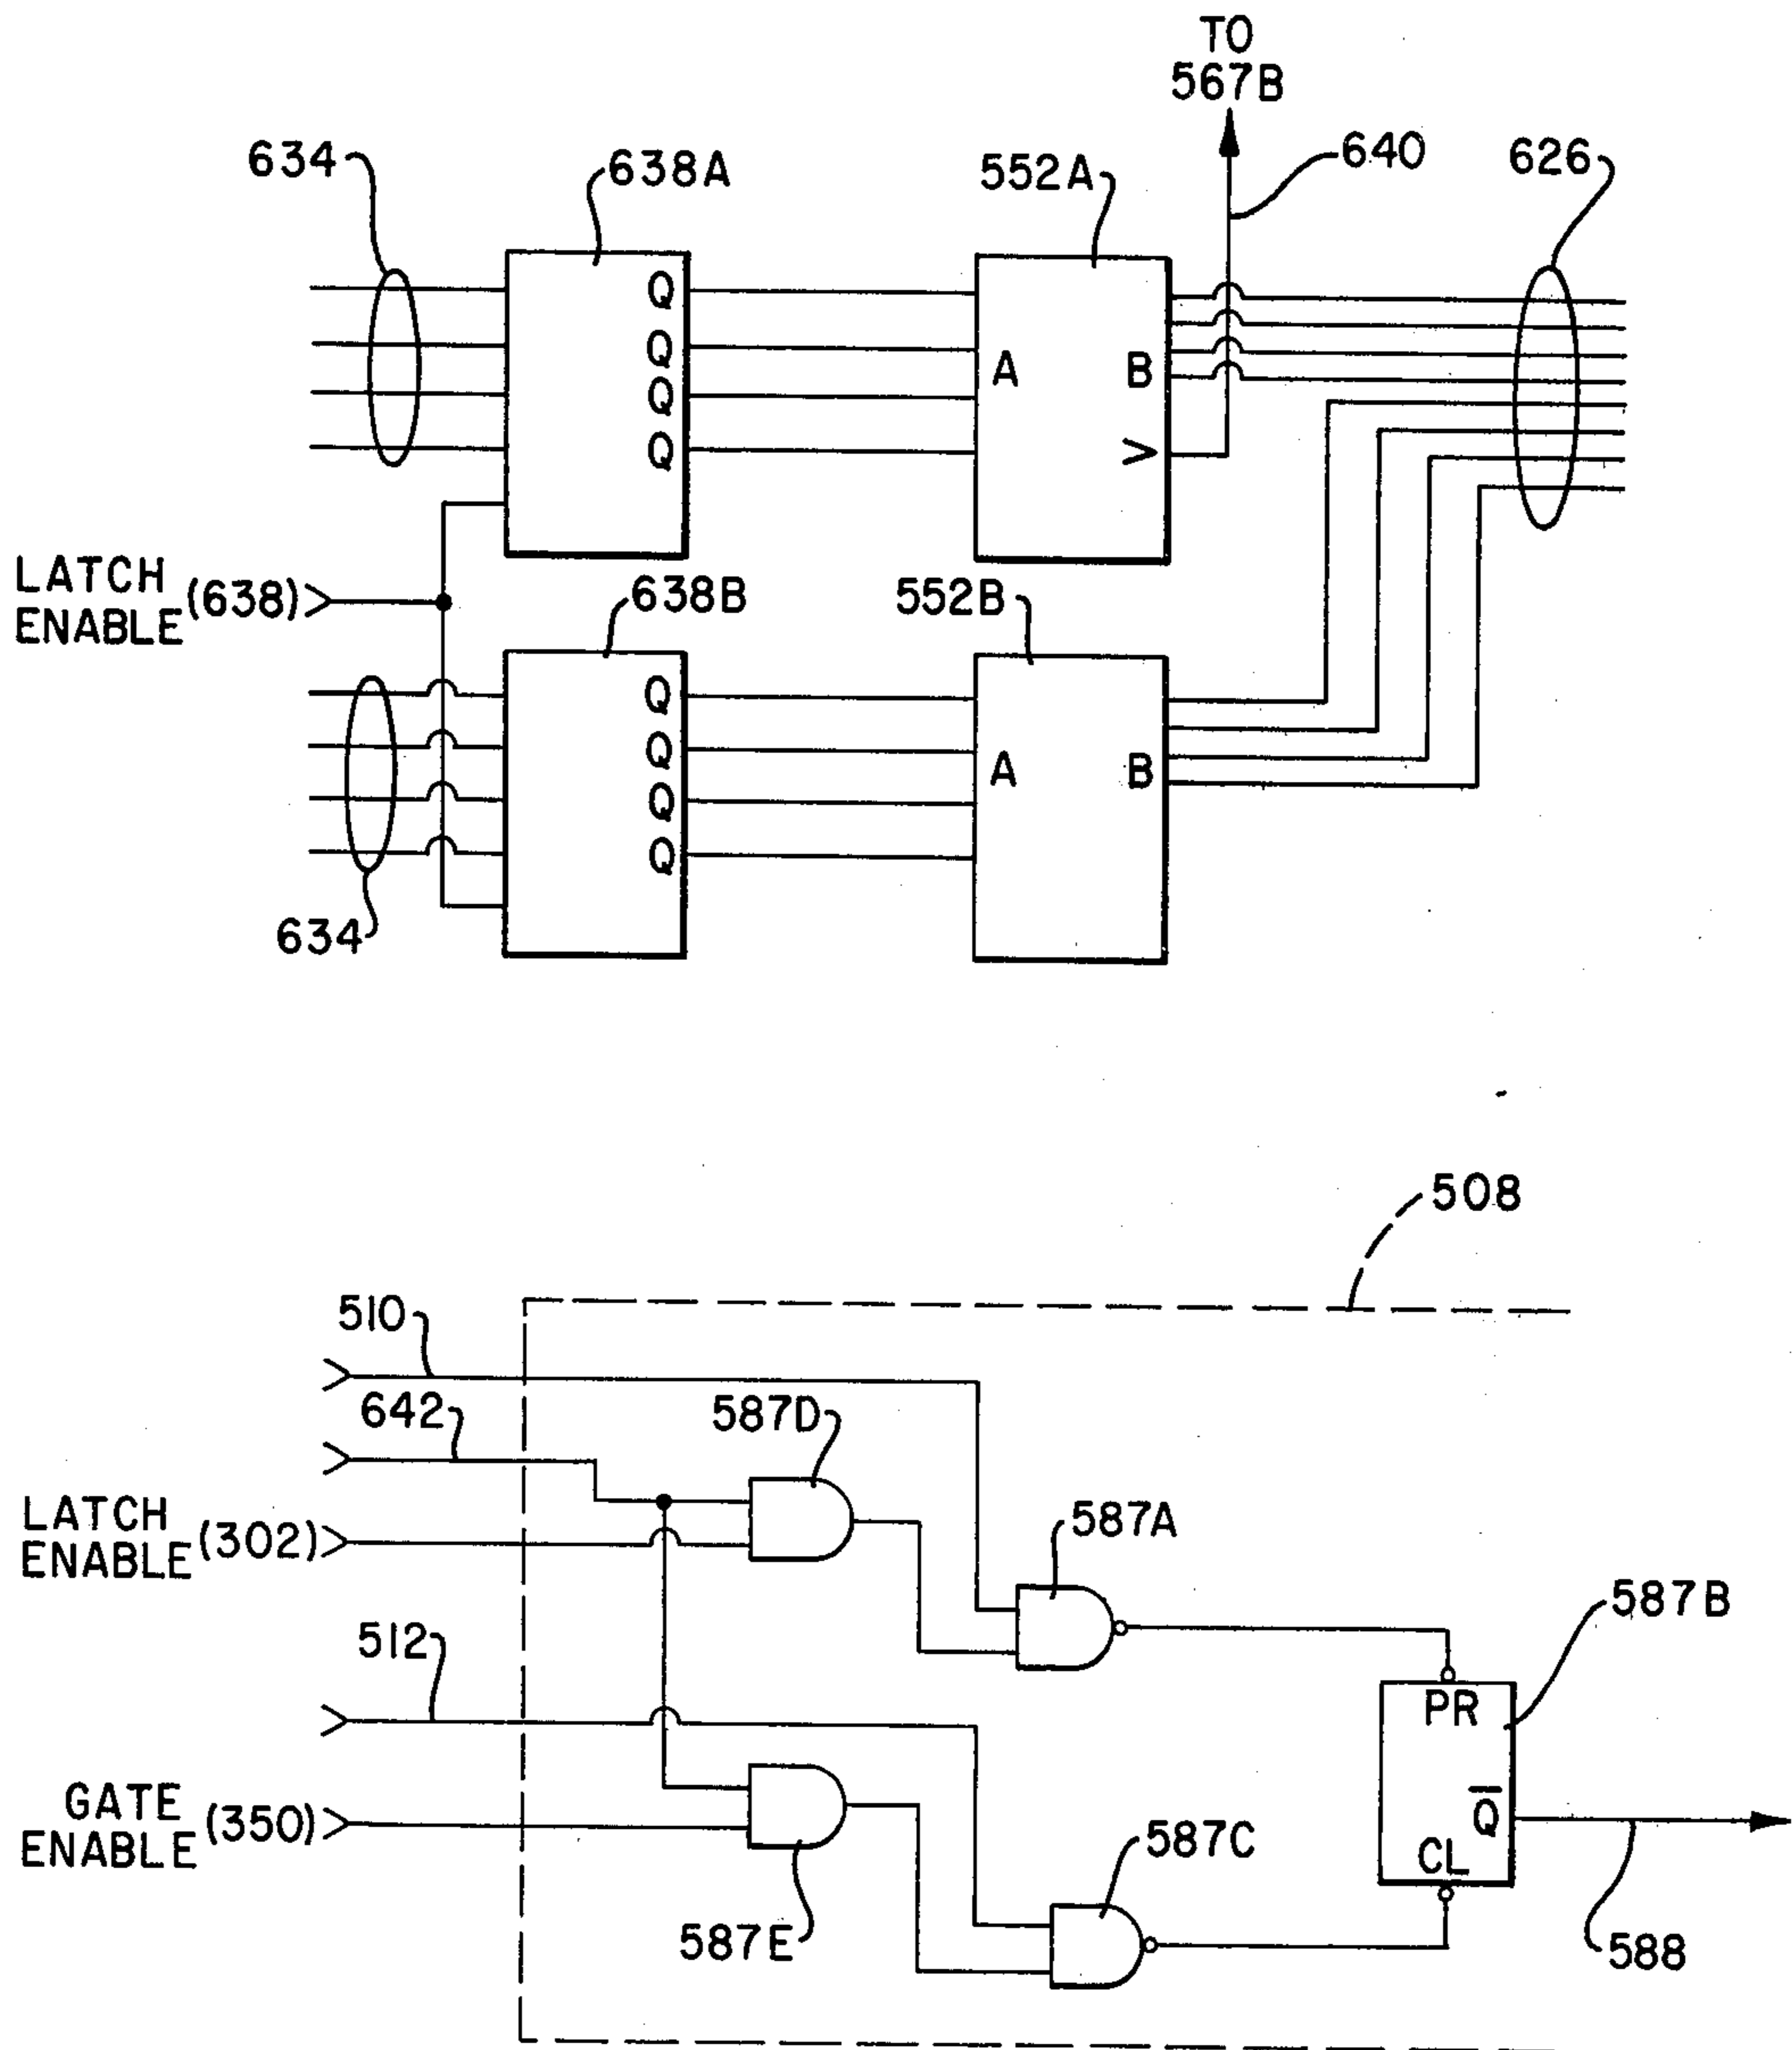 TO
567B
634
638A
552A
640
626
Q
Q
A
B
Q
Q
>
LATCH
ENABLE (638)
638B
552B
Q
Q
A
B
Q
Q
634
508
510
642
587D
LATCH
ENABLE (302)
587A
587B
512
PR
GATE
ENABLE (350)
Q̅
587C
CL
587E
588